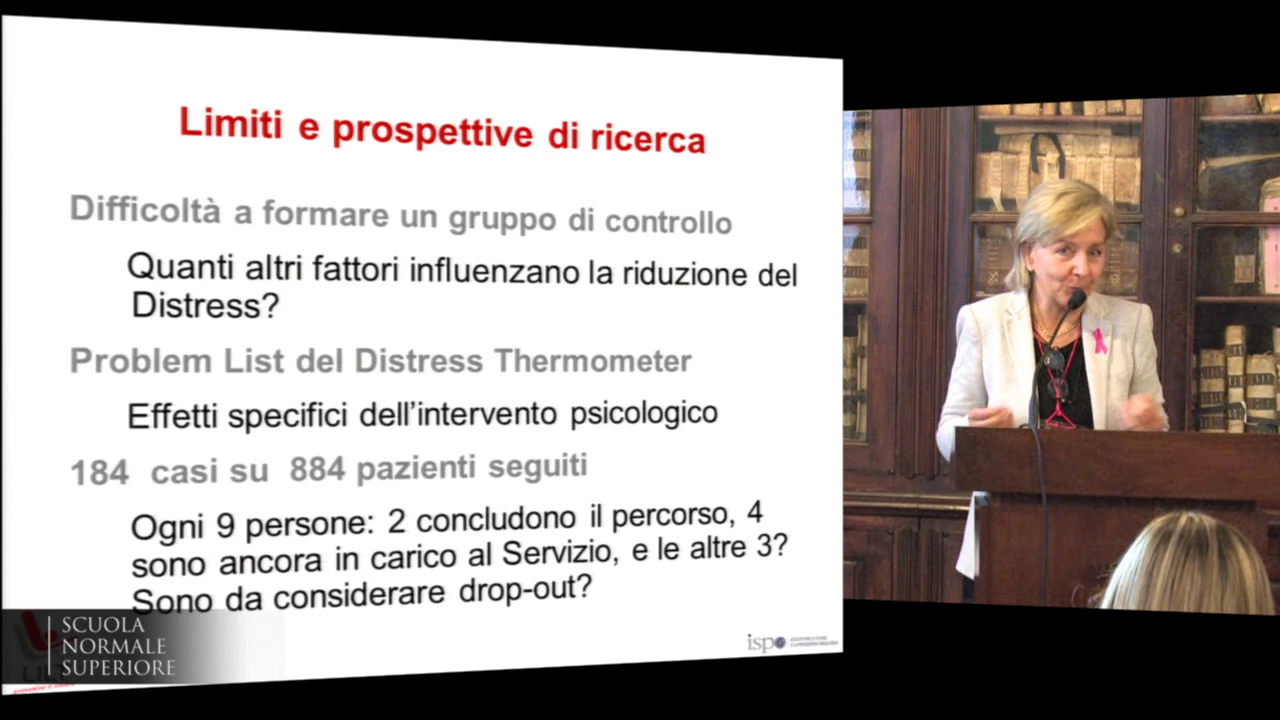 Limiti e prospettive di ricerca
Difficoltà a formare un gruppo di controllo
Quanti altri fattori influenzano la riduzione del
Distress?
Problem List del Distress Thermometer
Effetti specifici dell'intervento psicologico
184 casi su 884 pazienti seguiti
Ogni 9 persone: 2 concludono il percorso, 4
sono ancora in carico al Servizio, e le altre 3?
Sono da considerare drop-out?
SCUOLA
NORMALE
SUPERIORE
ispo